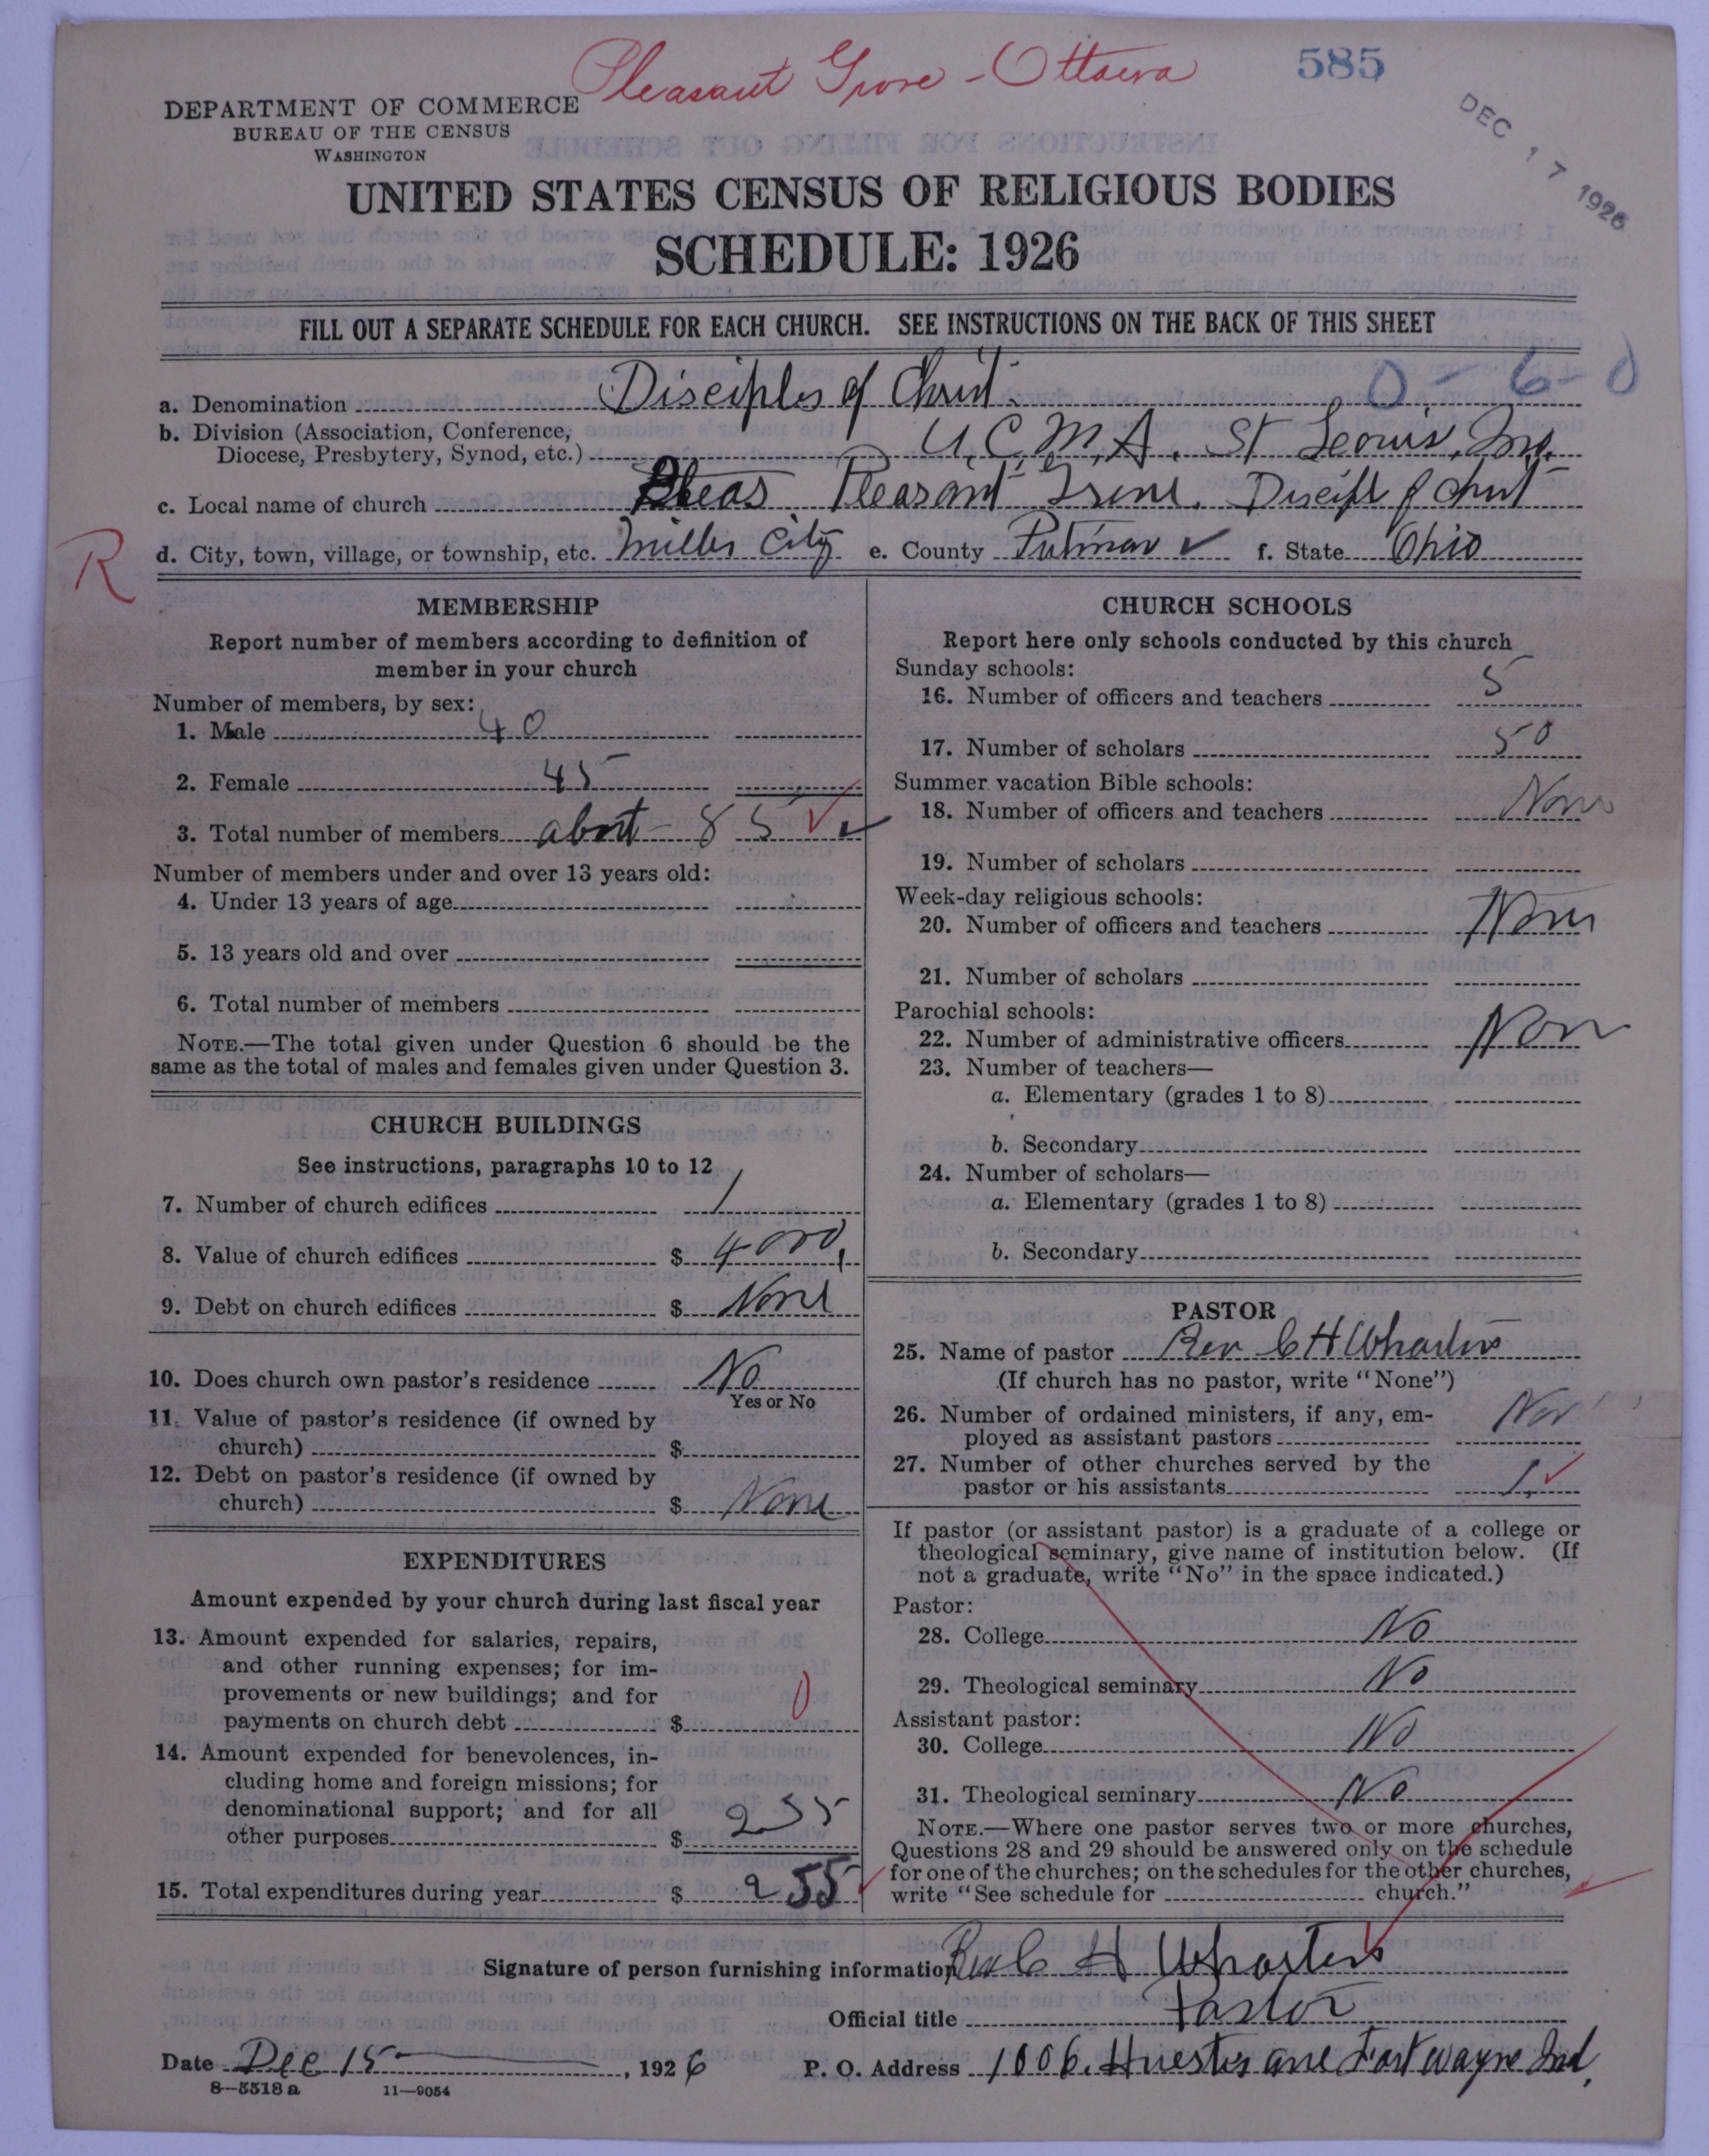 Pleasant Grove - Ottawa
585
DEC 17 1926
DEPARTMENT OF COMMERCE
BUREAU OF THE CENSUS
WASHINGTON
UNITED STATES CENSUS OF RELIGIOUS BODIES
SCHEDULE: 1926
FILL OUT A SEPARATE SCHEDULE FOR EACH CHURCH. SEE INSTRUCTIONS ON THE BACK OF THIS SHEET
0-6-0
a. Denomination Disciples of Christ
b. Division (Association, Conference,
Diocese, Presbytery, Synod, etc.) U.C.M.A. St Louis, Mo.
c. Local name of church Pleas Pleasant Discipl of Christ
R
d. City, town, village, or township, etc. Miller City e. County Putman ✓ f. State Ohio
MEMBERSHIP
Report number of members according to definition of
member in your church
Number of members, by sex:
1. Male 40
2. Female 45
3. Total number of members about 85 ✓
Number of members under and over 13 years old:
4. Under 13 years of age
5. 13 years old and over
6. Total number of members
NOTE.—The total given under Question 6 should be the
same as the total of males and females given under Question 3.
CHURCH BUILDINGS
See instructions, paragraphs 10 to 12
7. Number of church edifices 1
8. Value of church edifices $ 4000.
9. Debt on church edifices $ None
10. Does church own pastor's residence No
Yes or No
11. Value of pastor's residence (if owned by
church) $
12. Debt on pastor's residence (if owned by
church) $ None
EXPENDITURES
Amount expended by your church during last fiscal year
13. Amount expended for salaries, repairs,
and other running expenses; for im-
provements or new buildings; and for
payments on church debt $ 0
14. Amount expended for benevolences, in-
cluding home and foreign missions; for
denominational support; and for all
other purposes $ 255
15. Total expenditures during year $ 255 ✓
CHURCH SCHOOLS
Report here only schools conducted by this church
Sunday schools:
16. Number of officers and teachers 5
17. Number of scholars 50
Summer vacation Bible schools:
18. Number of officers and teachers None
19. Number of scholars
Week-day religious schools:
20. Number of officers and teachers None
21. Number of scholars
Parochial schools:
22. Number of administrative officers None
23. Number of teachers—
a. Elementary (grades 1 to 8)
b. Secondary
24. Number of scholars—
a. Elementary (grades 1 to 8)
b. Secondary
PASTOR
25. Name of pastor Rev C H Wharton
(If church has no pastor, write "None")
26. Number of ordained ministers, if any, em-
ployed as assistant pastors Non
27. Number of other churches served by the
pastor or his assistants 1 ✓
If pastor (or assistant pastor) is a graduate of a college or
theological seminary, give name of institution below. (If
not a graduate, write "No" in the space indicated.)
Pastor:
28. College No
29. Theological seminary No
Assistant pastor:
30. College No
31. Theological seminary No
NOTE.—Where one pastor serves two or more churches,
Questions 28 and 29 should be answered only on the schedule
for one of the churches; on the schedules for the other churches,
write "See schedule for church."
Signature of person furnishing information Rev C H Wharton
Official title Pastor
Date Dec 15, 1926 P. O. Address 1006. Huestis ave Fort Wayne Ind.
8—5518 a 11—9054